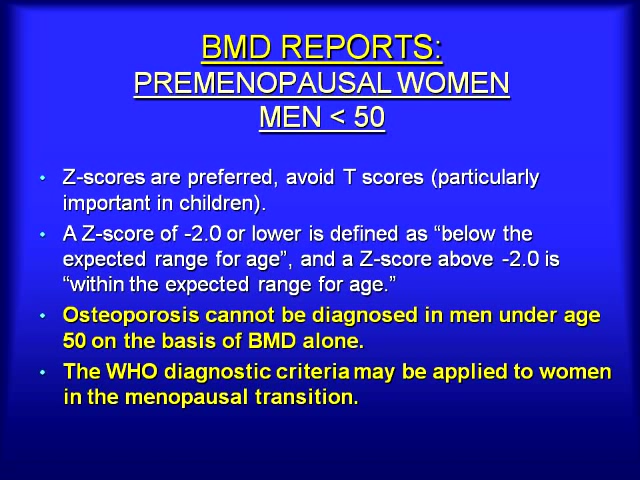 BMD REPORTS:
PREMENOPAUSAL WOMEN
MEN < 50
• Z-scores are preferred, avoid T scores (particularly
important in children).
• A Z-score of -2.0 or lower is defined as “below the
expected range for age”, and a Z-score above -2.0 is
“within the expected range for age.”
• Osteoporosis cannot be diagnosed in men under age
50 on the basis of BMD alone.
• The WHO diagnostic criteria may be applied to women
in the menopausal transition.